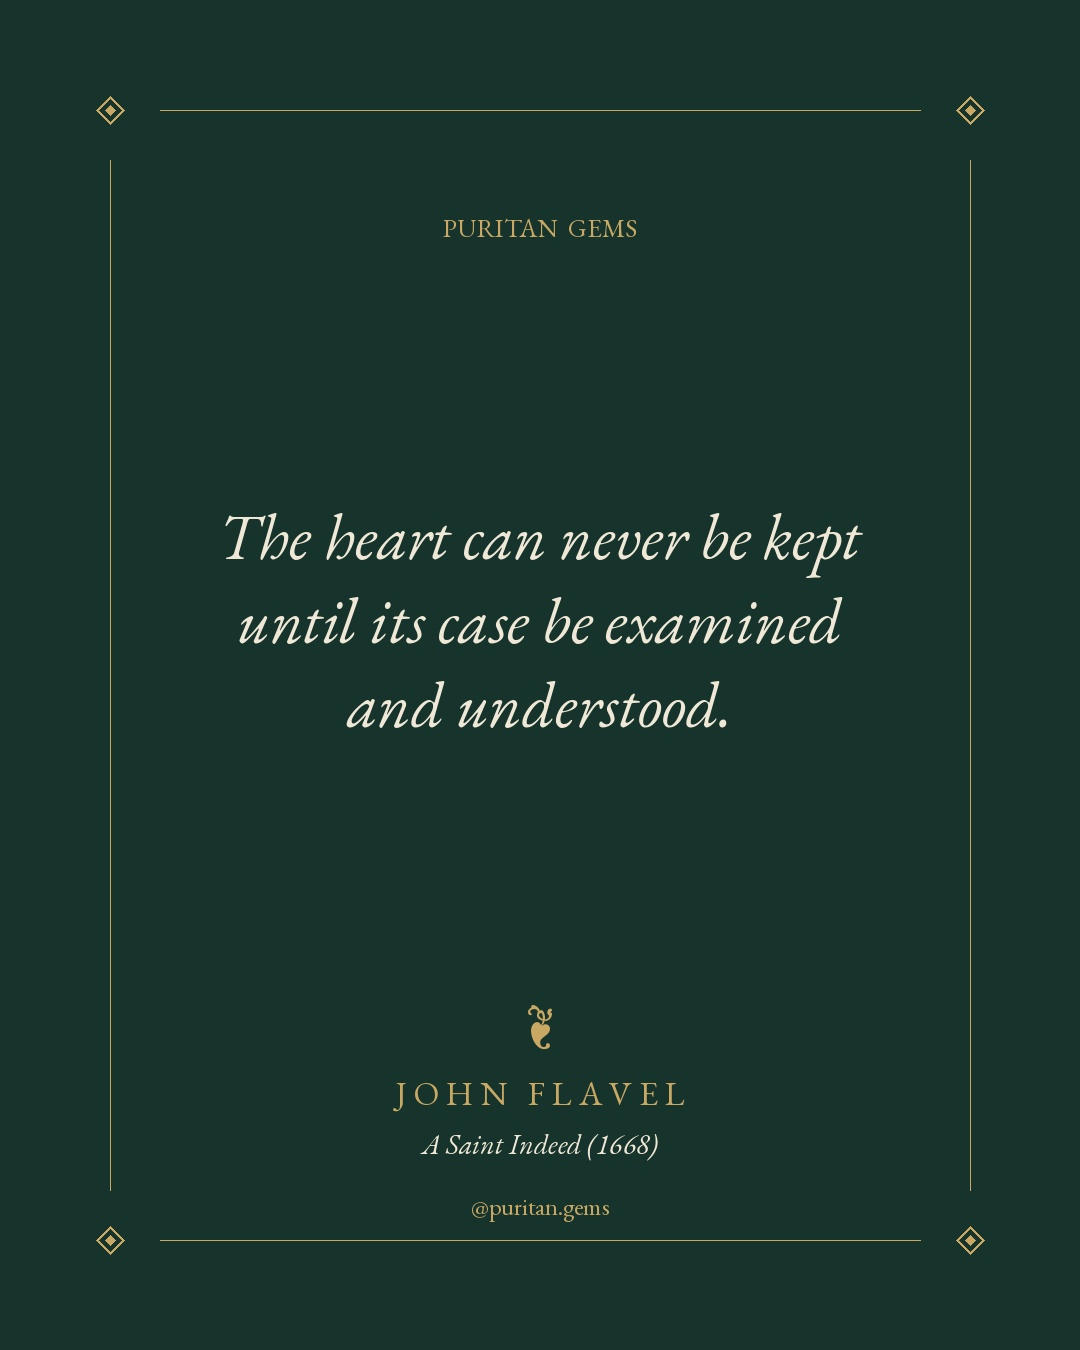 PURITAN GEMS
The heart can never be kept
until its case be examined
and understood.
❦
JOHN FLAVEL
A Saint Indeed (1668)
@puritan.gems